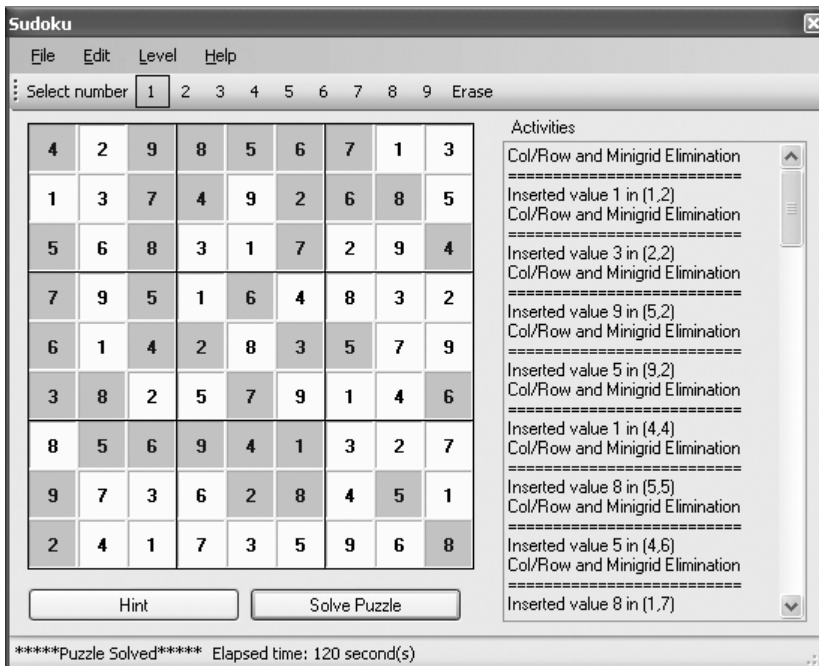 Sudoku
File Edit Level Help
Select number 1 2 3 4 5 6 7 8 9 Erase
4 2 9 8 5 6 7 1 3
1 3 7 4 9 2 6 8 5
5 6 8 3 1 7 2 9 4
7 9 5 1 6 4 8 3 2
6 1 4 2 8 3 5 7 9
3 8 2 5 7 9 1 4 6
8 5 6 9 4 1 3 2 7
9 7 3 6 2 8 4 5 1
2 4 1 7 3 5 9 6 8
Hint Solve Puzzle
Activities
Col/Row and Minigrid Elimination
==========================
Inserted value 1 in (1,2)
Col/Row and Minigrid Elimination
==========================
Inserted value 3 in (2,2)
Col/Row and Minigrid Elimination
==========================
Inserted value 9 in (5,2)
Col/Row and Minigrid Elimination
==========================
Inserted value 5 in (9,2)
Col/Row and Minigrid Elimination
==========================
Inserted value 1 in (4,4)
Col/Row and Minigrid Elimination
==========================
Inserted value 8 in (5,5)
Col/Row and Minigrid Elimination
==========================
Inserted value 5 in (4,6)
Col/Row and Minigrid Elimination
==========================
Inserted value 8 in (1,7)
*****Puzzle Solved***** Elapsed time: 120 second(s)